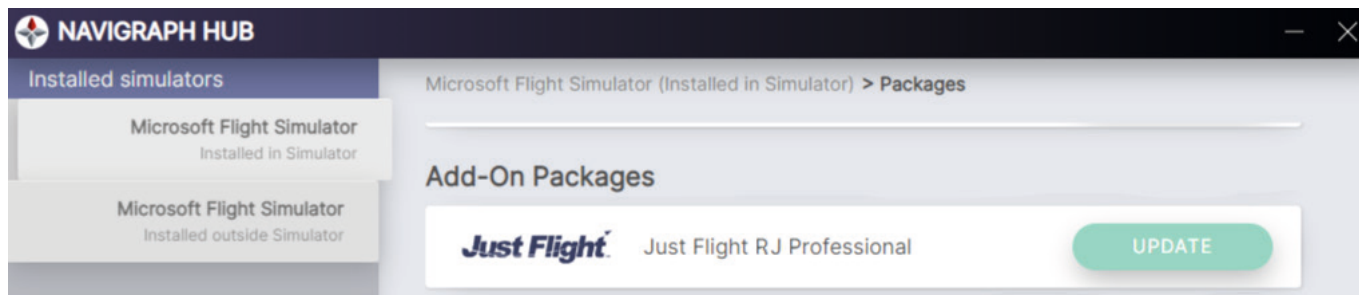 NAVIGRAPH HUB
Installed simulators
Microsoft Flight Simulator
Installed in Simulator
Microsoft Flight Simulator
Installed outside Simulator
Microsoft Flight Simulator (Installed in Simulator) > Packages
Add-On Packages
Just Flight
Just Flight RJ Professional
UPDATE